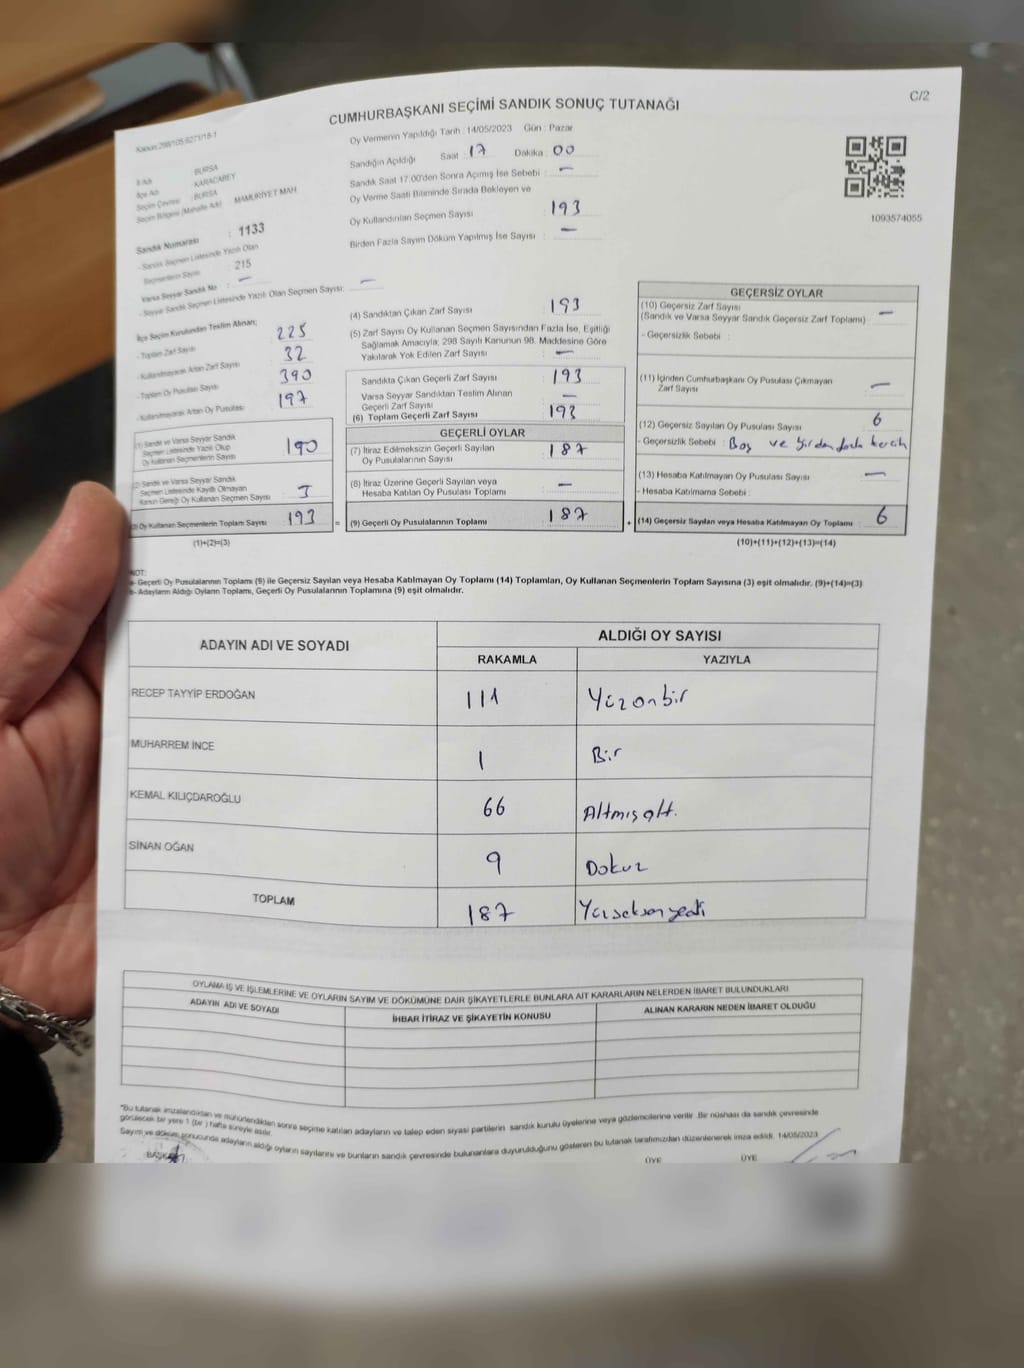 C/2
CUMHURBAŞKANI SEÇİMİ SANDIK SONUÇ TUTANAĞI
Kanun:298/105,6271/18-1
Oy Vermenin Yapıldığı Tarih : 14/05/2023 Gün : Pazar
Sandığın Açıldığı Saat : 17 Dakika : 00
Sandık Saat 17:00'den Sonra Açılmış İse Sebebi : –
Oy Verme Saati Bitiminde Sırada Bekleyen ve
Oy Kullandırılan Seçmen Sayısı 193
Birden Fazla Sayım Döküm Yapılmış İse Sayısı : –
1093574055
İl Adı : BURSA
İlçe Adı : KARACABEY
Seçim Çevresi : BURSA
Seçim Bölgesi (Mahalle Adı) : MAMURİYET MAH
Sandık Numarası : 1133
- Sandık Seçmen Listesinde Yazılı Olan
Seçmenlerin Sayısı : 215
Varsa Seyyar Sandık No : –
- Seyyar Sandık Seçmen Listesinde Yazılı Olan Seçmen Sayısı: –
İlçe Seçim Kurulundan Teslim Alınan;
- Toplam Zarf Sayısı 225
- Kullanılmayarak Artan Zarf Sayısı 32
- Toplam Oy Pusulası Sayısı 390
- Kullanılmayarak Artan Oy Pusulası 197
(1) Sandık ve Varsa Seyyar Sandık
Seçmen Listesinde Yazılı Olup
Oy Kullanan Seçmenlerin Sayısı 190
(2) Sandık ve Varsa Seyyar Sandık
Seçmen Listesinde Kayıtlı Olmayan
Kanun Gereği Oy Kullanan Seçmen Sayısı 3
(3) Oy Kullanan Seçmenlerin Toplam Sayısı 193 =
(1)+(2)=(3)
(4) Sandıktan Çıkan Zarf Sayısı 193
(5) Zarf Sayısı Oy Kullanan Seçmen Sayısından Fazla İse, Eşitliği
Sağlamak Amacıyla, 298 Sayılı Kanunun 98. Maddesine Göre
Yakılarak Yok Edilen Zarf Sayısı –
Sandıkta Çıkan Geçerli Zarf Sayısı 193
Varsa Seyyar Sandıktan Teslim Alınan
Geçerli Zarf Sayısı –
(6) Toplam Geçerli Zarf Sayısı 193
GEÇERLİ OYLAR
(7) İtiraz Edilmeksizin Geçerli Sayılan
Oy Pusulalarının Sayısı 187
(8) İtiraz Üzerine Geçerli Sayılan veya
Hesaba Katılan Oy Pusulası Toplamı –
(9) Geçerli Oy Pusulalarının Toplamı 187 +
GEÇERSİZ OYLAR
(10) Geçersiz Zarf Sayısı
(Sandık ve Varsa Seyyar Sandık Geçersiz Zarf Toplamı) –
- Geçersizlik Sebebi :
(11) İçinden Cumhurbaşkanı Oy Pusulası Çıkmayan
Zarf Sayısı –
(12) Geçersiz Sayılan Oy Pusulası Sayısı 6
- Geçersizlik Sebebi : Boş ve birden fazla tercih
(13) Hesaba Katılmayan Oy Pusulası Sayısı –
- Hesaba Katılmama Sebebi :
(14) Geçersiz Sayılan veya Hesaba Katılmayan Oy Toplamı : 6
(10)+(11)+(12)+(13)=(14)
NOT:
a- Geçerli Oy Pusulalarının Toplamı (9) ile Geçersiz Sayılan veya Hesaba Katılmayan Oy Toplamı (14) Toplamları, Oy Kullanan Seçmenlerin Toplam Sayısına (3) eşit olmalıdır. (9)+(14)=(3)
b- Adayların Aldığı Oyların Toplamı, Geçerli Oy Pusulalarının Toplamına (9) eşit olmalıdır.
ADAYIN ADI VE SOYADI ALDIĞI OY SAYISI
RAKAMLA YAZIYLA
RECEP TAYYİP ERDOĞAN 111 Yüzonbir
MUHARREM İNCE 1 Bir
KEMAL KILIÇDAROĞLU 66 Altmışaltı
SİNAN OĞAN 9 Dokuz
TOPLAM 187 Yüzseksenyedi
OYLAMA İŞ VE İŞLEMLERİNE VE OYLARIN SAYIM VE DÖKÜMÜNE DAİR ŞİKAYETLERLE BUNLARA AİT KARARLARIN NELERDEN İBARET BULUNDUKLARI
ADAYIN ADI VE SOYADI İHBAR İTİRAZ VE ŞİKAYETİN KONUSU ALINAN KARARIN NEDEN İBARET OLDUĞU
"Bu tutanak imzalandıktan ve mühürlendikten sonra seçime katılan adayların ve talep eden siyasi partilerin sandık kurulu üyelerine veya gözlemcilerine verilir. Bir nüshası da sandık çevresinde
görülecek bir yere 1 (bir) hafta süreyle asılır.
Sayım ve döküm sonucunda adayların aldığı oyların sayılarını ve bunların sandık çevresinde bulunanlara duyurulduğunu gösteren bu tutanak tarafımızdan düzenlenerek imza edildi. 14/05/2023
BAŞKAN ÜYE ÜYE